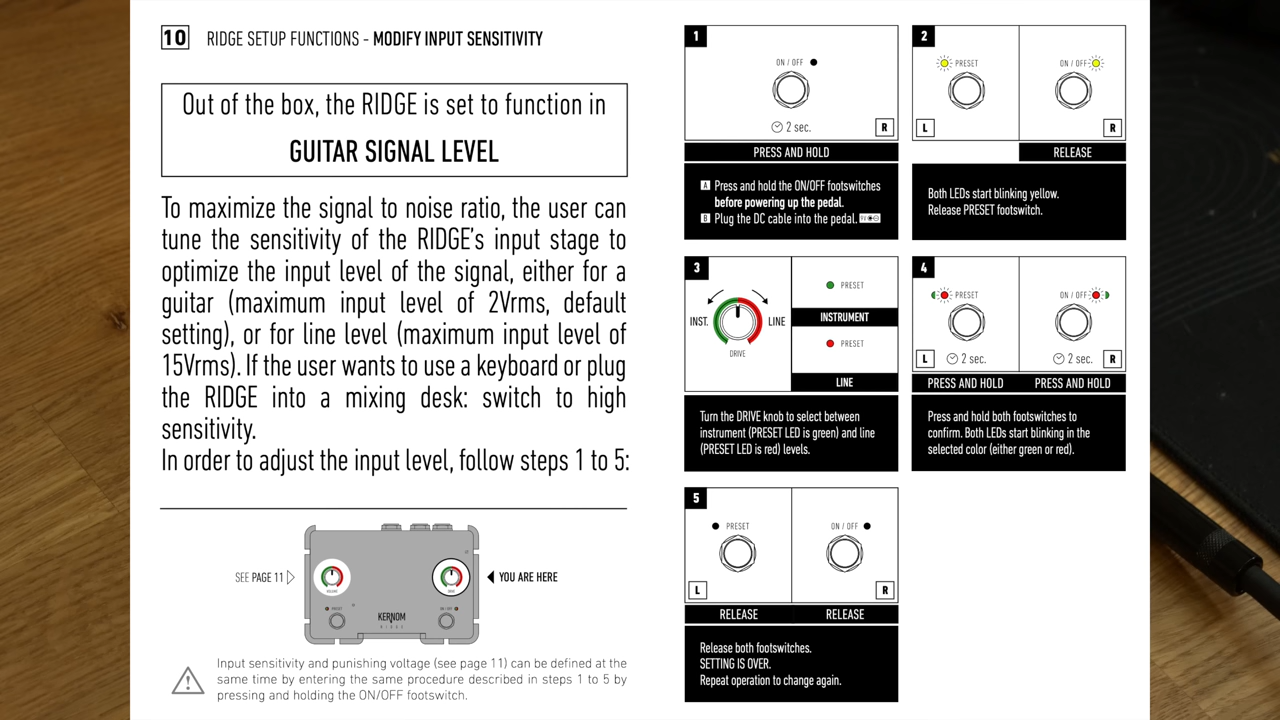 10 RIDGE SETUP FUNCTIONS - MODIFY INPUT SENSITIVITY
Out of the box, the RIDGE is set to function in
GUITAR SIGNAL LEVEL
To maximize the signal to noise ratio, the user can
tune the sensitivity of the RIDGE's input stage to
optimize the input level of the signal, either for a
guitar (maximum input level of 2Vrms, default
setting), or for line level (maximum input level of
15Vrms). If the user wants to use a keyboard or plug
the RIDGE into a mixing desk: switch to high
sensitivity.
In order to adjust the input level, follow steps 1 to 5:
SEE PAGE 11
VOLUME
DRIVE
PRESET
ON / OFF
KERNOM
RIDGE
YOU ARE HERE
Input sensitivity and punishing voltage (see page 11) can be defined at the
same time by entering the same procedure described in steps 1 to 5 by
pressing and holding the ON/OFF footswitch.
1
ON / OFF
2 sec.
R
PRESS AND HOLD
A Press and hold the ON/OFF footswitches
before powering up the pedal.
B Plug the DC cable into the pedal.
2
PRESET
ON / OFF
L
R
RELEASE
Both LEDs start blinking yellow.
Release PRESET footswitch.
3
INST.
LINE
DRIVE
PRESET
INSTRUMENT
PRESET
LINE
Turn the DRIVE knob to select between
instrument (PRESET LED is green) and line
(PRESET LED is red) levels.
4
PRESET
ON / OFF
L 2 sec.
2 sec. R
PRESS AND HOLD
PRESS AND HOLD
Press and hold both footswitches to
confirm. Both LEDs start blinking in the
selected color (either green or red).
5
PRESET
ON / OFF
L
R
RELEASE
RELEASE
Release both footswitches.
SETTING IS OVER.
Repeat operation to change again.